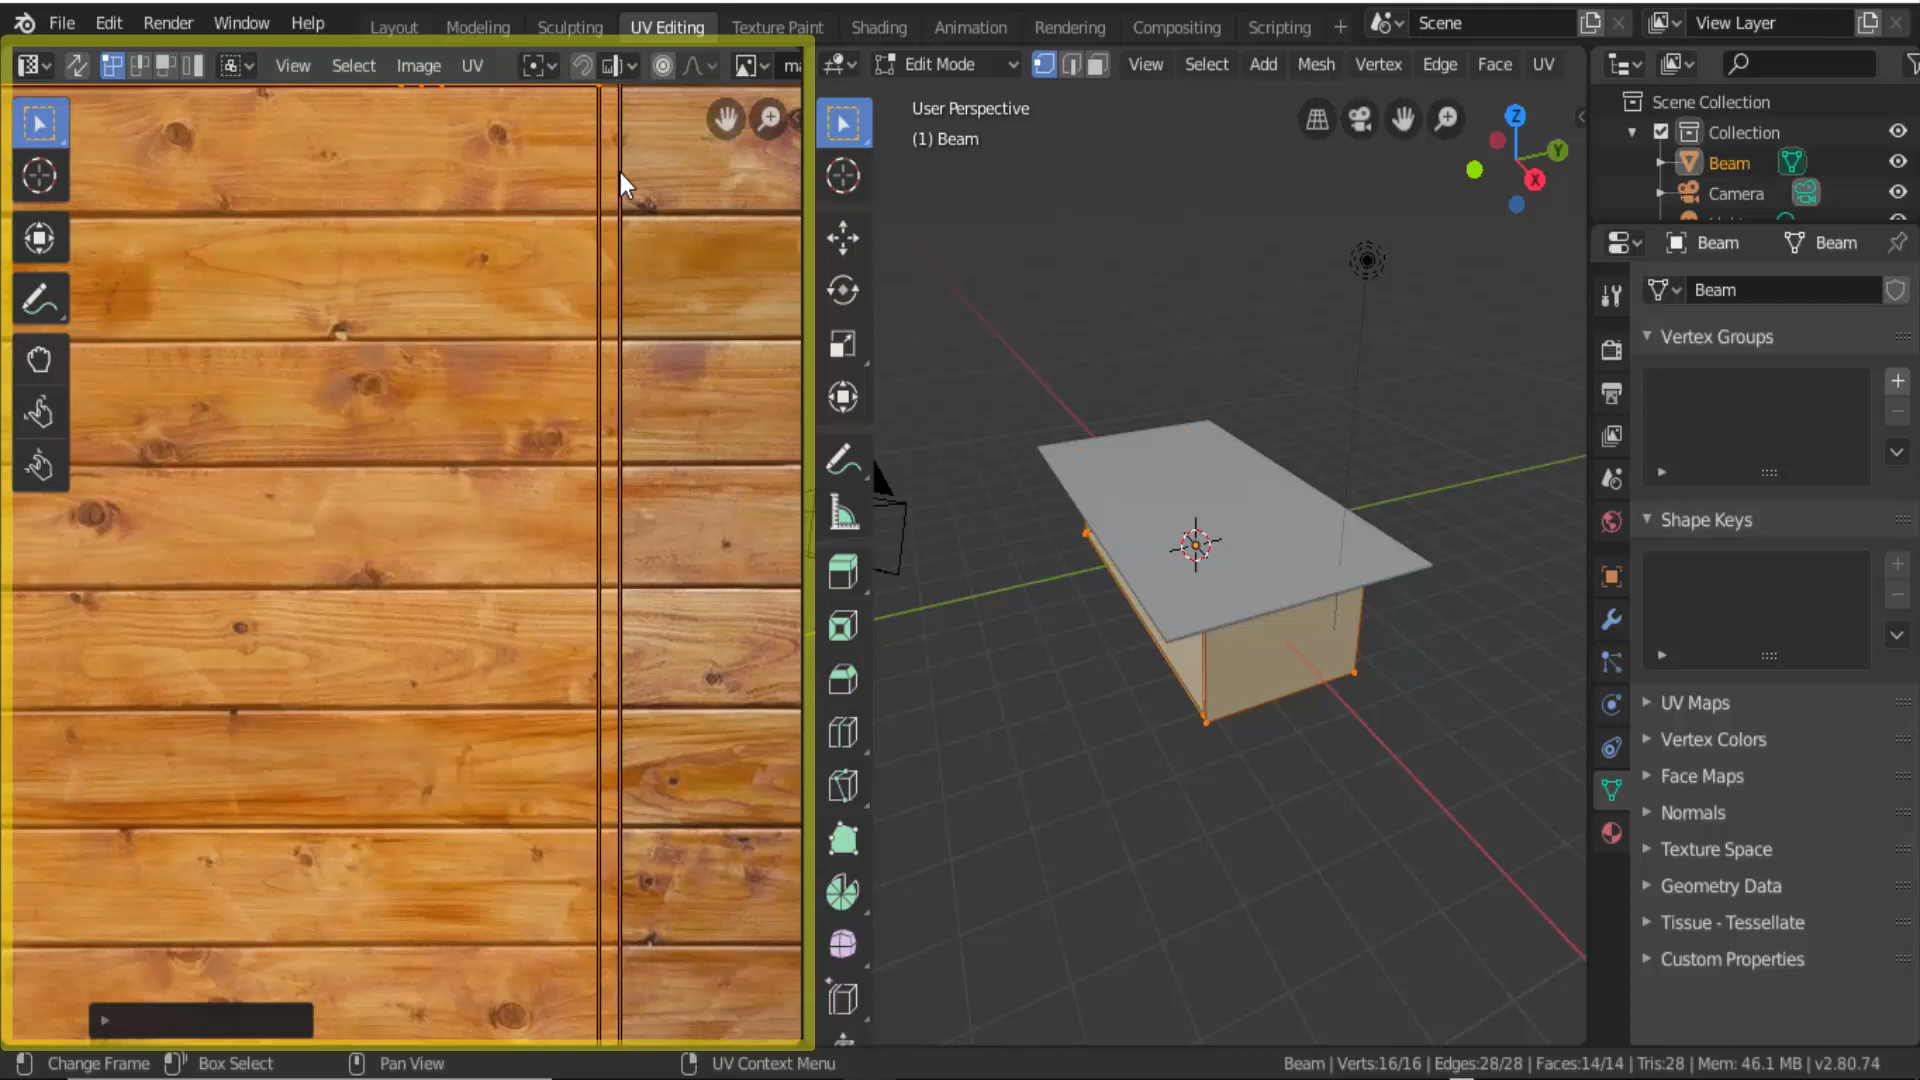 File Edit Render Window Help Layout Modeling Sculpting UV Editing Texture Paint Shading Animation Rendering Compositing Scripting + Scene View Layer
View Select Image UV
Edit Mode View Select Add Mesh Vertex Edge Face UV
User Perspective
(1) Beam
Z
Y
X
Scene Collection
Collection
Beam
Camera
Beam Beam
Beam
Vertex Groups
Shape Keys
UV Maps
Vertex Colors
Face Maps
Normals
Texture Space
Geometry Data
Tissue - Tessellate
Custom Properties
Change Frame Box Select Pan View UV Context Menu Beam | Verts:16/16 | Edges:28/28 | Faces:14/14 | Tris:28 | Mem: 46.1 MB | v2.80.74